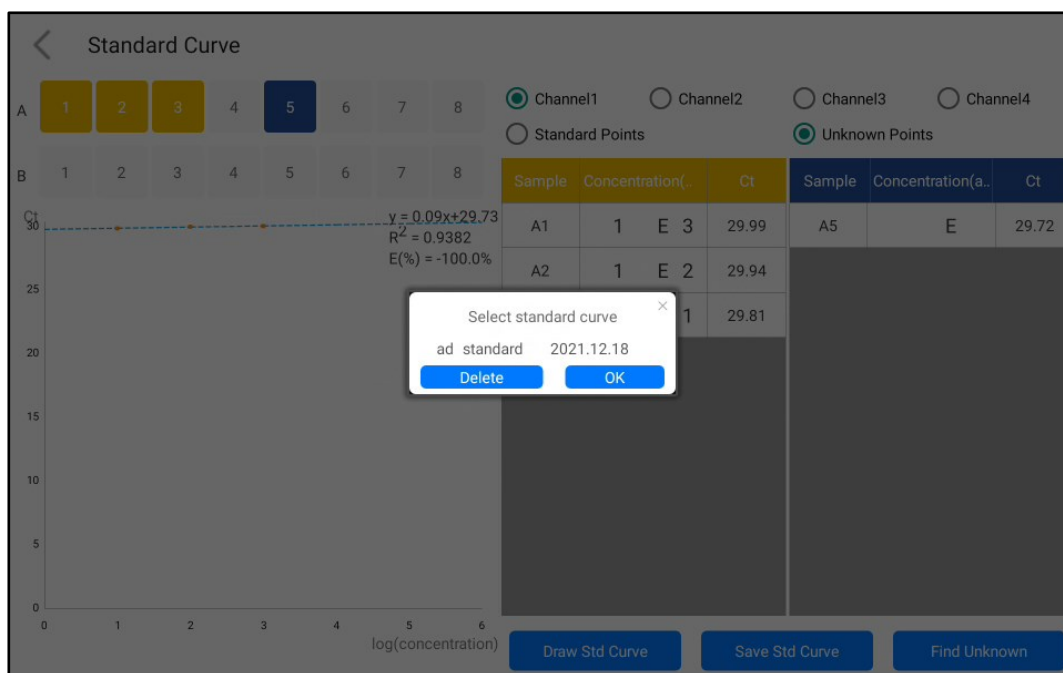 Standard Curve
A 1 2 3 4 5 6 7 8
B 1 2 3 4 5 6 7 8
Channel1 Channel2 Channel3 Channel4
Standard Points Unknown Points
Sample Concentration(.. Ct
A1 1 E 3 29.99
A2 1 E 2 29.94
1 29.81
Sample Concentration(a.. Ct
A5 E 29.72
Ct
y = 0.09x+29.73
R2 = 0.9382
E(%) = -100.0%
30
25
20
15
10
5
0
0 1 2 3 4 5 6
log(concentration)
Select standard curve ×
ad standard 2021.12.18
Delete OK
Draw Std Curve Save Std Curve Find Unknown